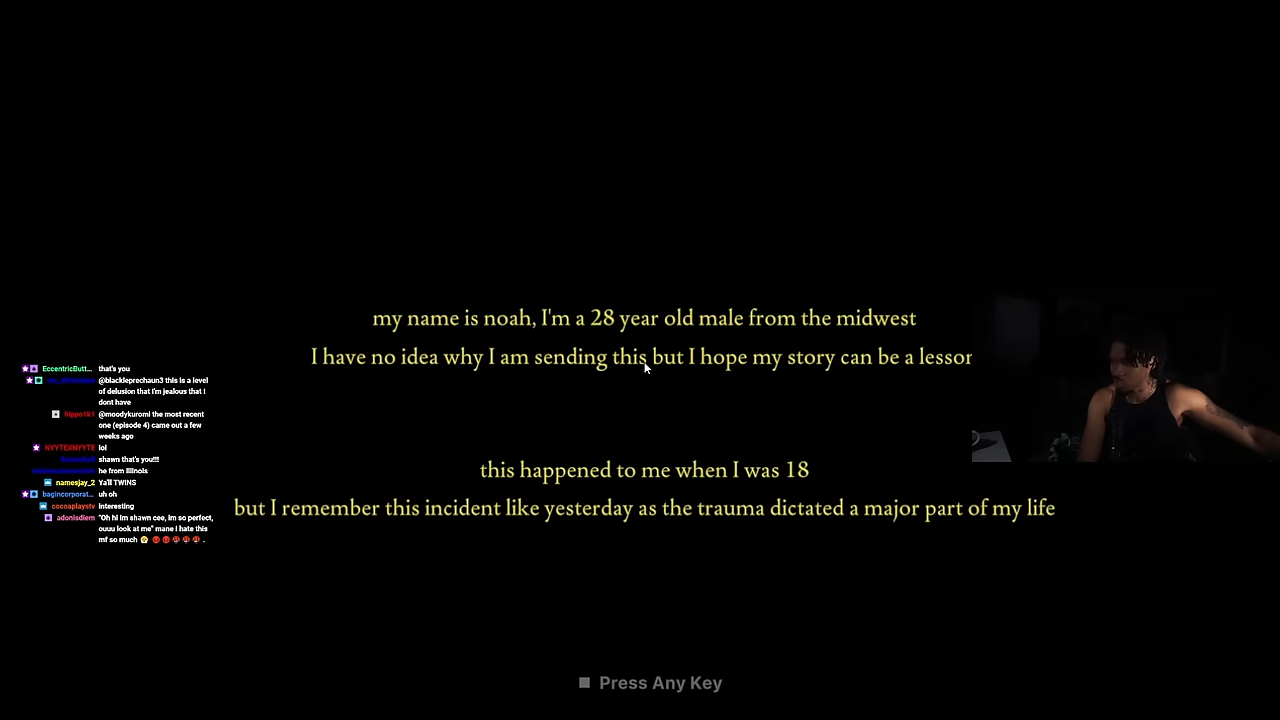 my name is noah, I'm a 28 year old male from the midwest
I have no idea why I am sending this but I hope my story can be a lesson
this happened to me when I was 18
but I remember this incident like yesterday as the trauma dictated a major part of my life
Press Any Key
EccentricButt... that's you
@blackleprechaun3 this is a level
of delusion that I'm jealous that I
dont have
hippo1k1 @moodykuromi the most recent
one (episode 4) came out a few
weeks ago
NVYTEXNYYTE lol
shawn that's you!!!
he from Illinois
namesjay_2 Ya'll TWINS
bagincorporat... uh oh
cocoaplaystv Interesting
adonisdiem "Oh hi im shawn cee, Im so perfect,
ouuu look at me" mane i hate this
mf so much 😤 😡 😡 🤬 🤬 🤬 .